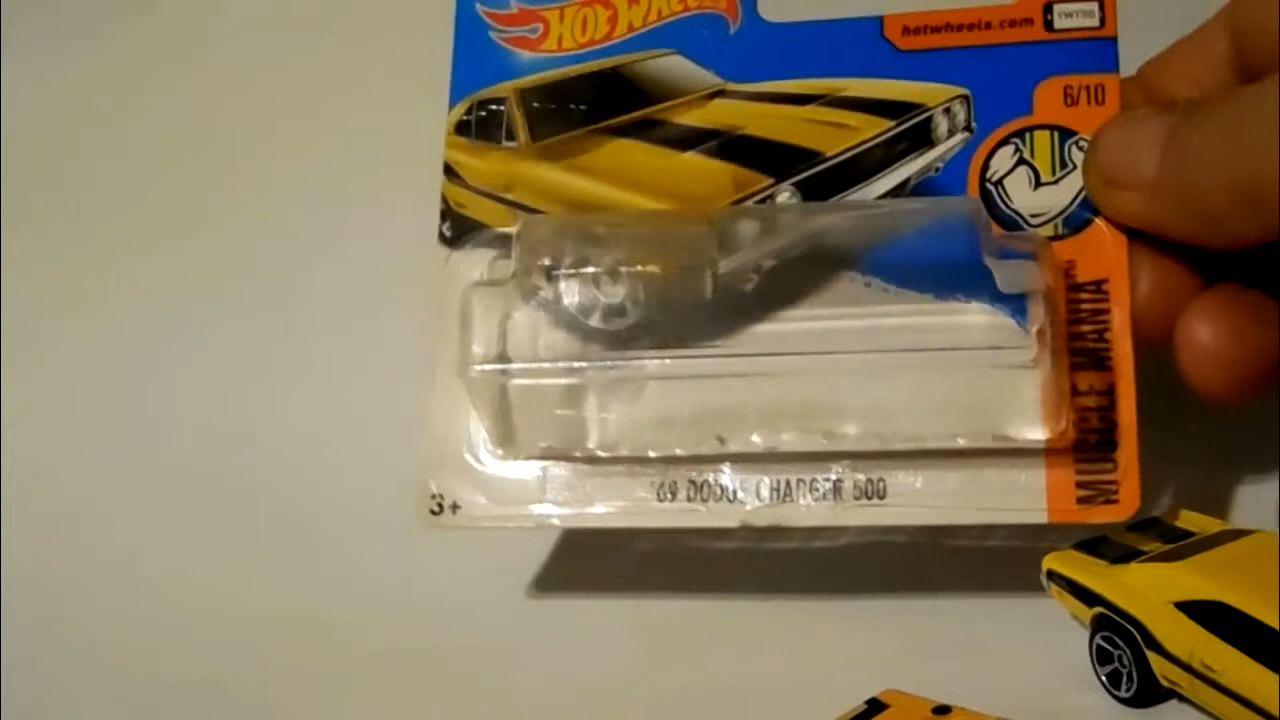 HOT WHEELS
hotwheels.com
6/10
MUSCLE MANIA
'69 DODGE CHARGER 500
3+